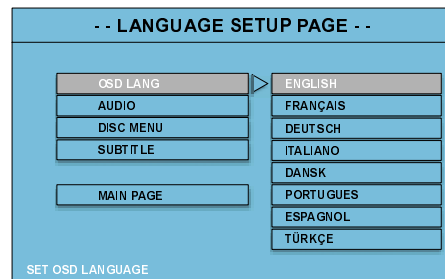 - - LANGUAGE SETUP PAGE - -
OSD LANG
AUDIO
DISC MENU
SUBTITLE
MAIN PAGE
ENGLISH
FRANÇAIS
DEUTSCH
ITALIANO
DANSK
PORTUGUES
ESPAGNOL
TÜRKÇE
SET OSD LANGUAGE